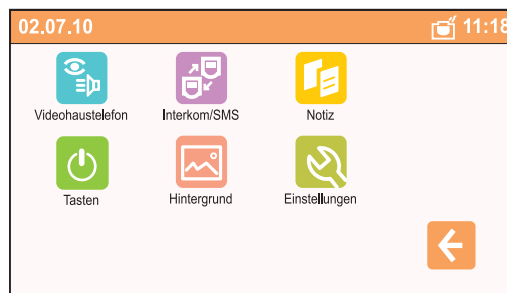 02.07.10 11:18
Videohaustelefon Interkom/SMS Notiz
Tasten Hintergrund Einstellungen